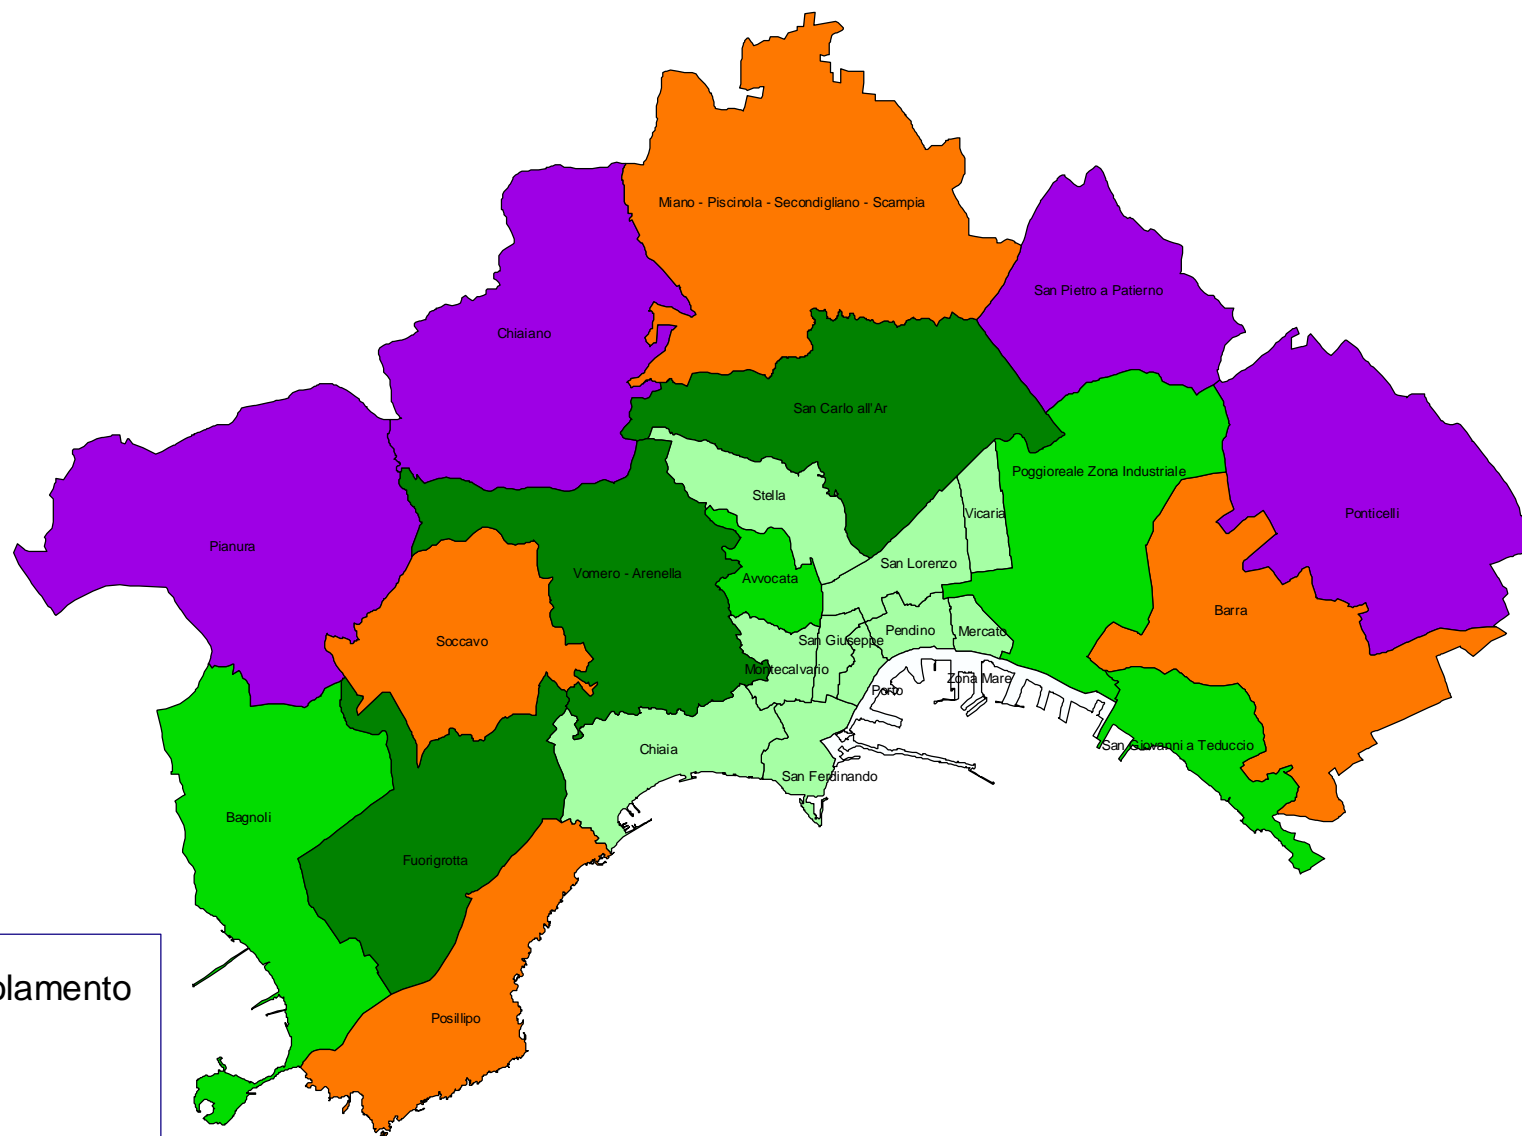 Miano - Piscinola - Secondigliano - Scampia
San Pietro a Patierno
Chiaiano
San Carlo all'Ar
Poggioreale Zona Industriale
Stella
Vicaria
Ponticelli
Pianura
San Lorenzo
Vomero - Arenella
Avvocata
Barra
Soccavo
San Giuseppe
Pendino
Mercato
Montecalvario
Zona Mare
Porto
Chiaia
San Giovanni a Teduccio
San Ferdinando
Bagnoli
Fuorigrotta
olamento
Posillipo